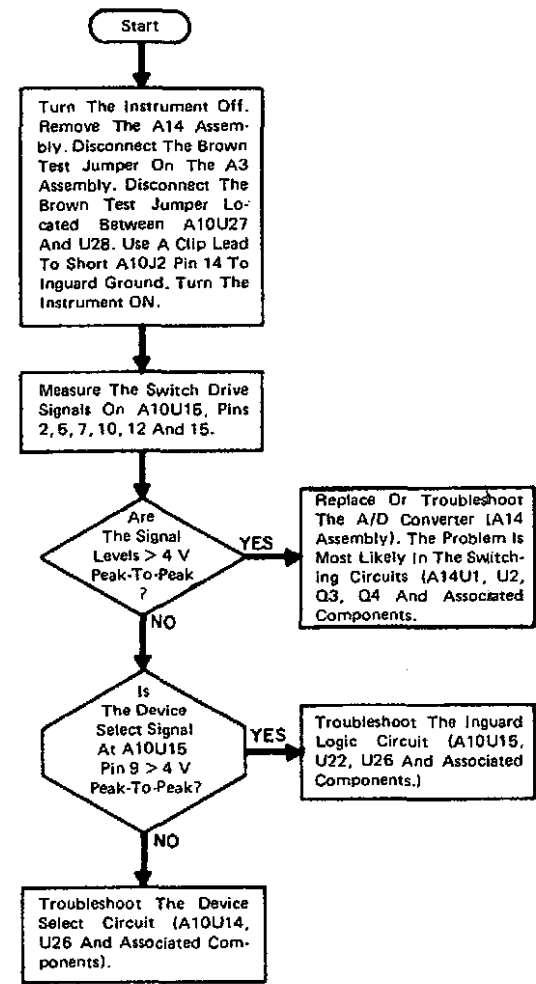 Start
Turn The Instrument Off.
Remove The A14 Assem-
bly. Disconnect The Brown
Test Jumper On The A3
Assembly. Disconnect The
Brown Test Jumper Lo-
cated Between A10U27
And U28. Use A Clip Lead
To Short A10J2 Pin 14 To
Inguard Ground. Turn The
Instrument ON.
Measure The Switch Drive
Signals On A10U15, Pins
2, 5, 7, 10, 12 And 15.
Are
The Signal
Levels > 4 V
Peak-To-Peak
?
YES
Replace Or Troubleshoot
The A/D Converter (A14
Assembly). The Problem Is
Most Likely In The Switch-
ing Circuits (A14U1, U2,
Q3, Q4 And Associated
Components.
NO
Is
The Device
Select Signal
At A10U15
Pin 9 > 4 V
Peak-To-Peak?
YES
Troubleshoot The Inguard
Logic Circuit (A10U15,
U22, U26 And Associated
Components.)
NO
Troubleshoot The Device
Select Circuit (A10U14,
U26 And Associated Com-
ponents).